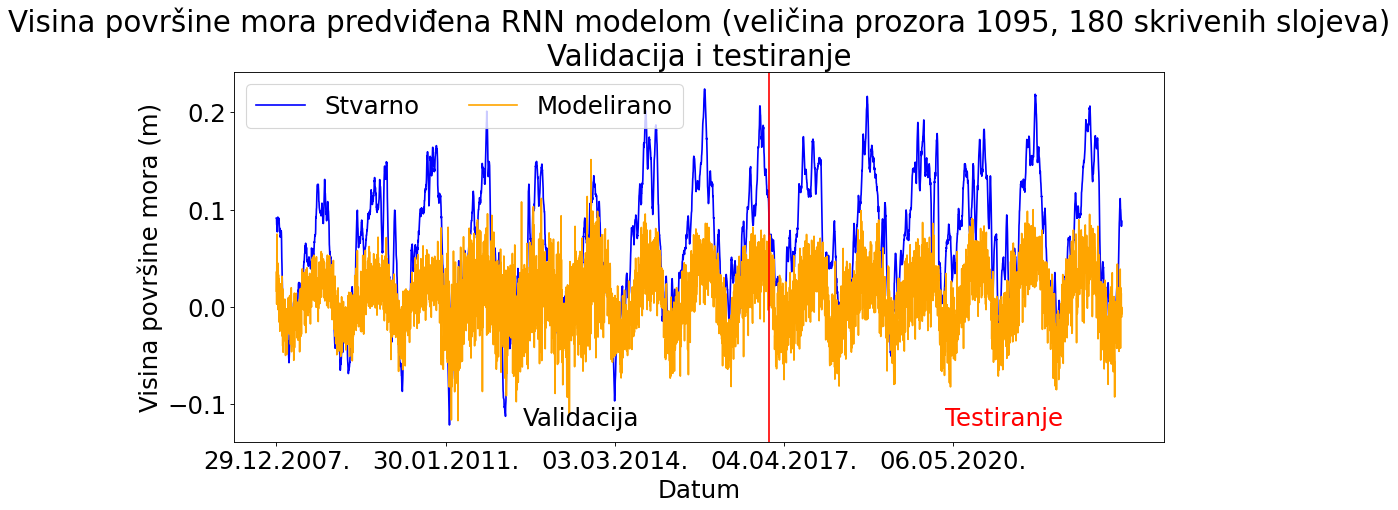 Visina površine mora predviđena RNN modelom (veličina prozora 1095, 180 skrivenih slojeva)
Validacija i testiranje
Stvarno Modelirano
Visina površine mora (m)
0.2
0.1
0.0
−0.1
Validacija Testiranje
29.12.2007. 30.01.2011. 03.03.2014. 04.04.2017. 06.05.2020.
Datum